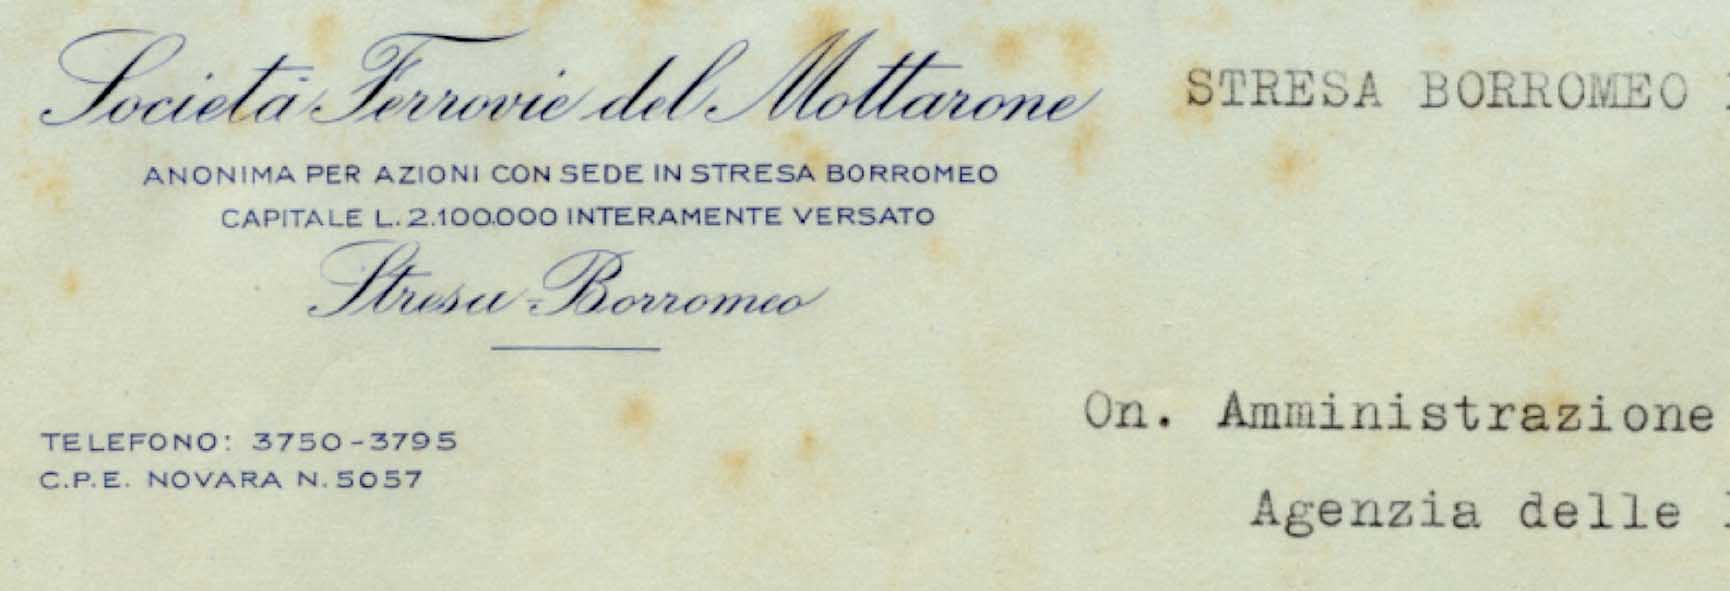 Società Ferrovie del Mottarone
STRESA BORROMEO
ANONIMA PER AZIONI CON SEDE IN STRESA BORROMEO
CAPITALE L. 2.100.000 INTERAMENTE VERSATO
Stresa-Borromeo
On. Amministrazione
TELEFONO: 3750-3795
C.P.E. NOVARA N. 5057
Agenzia delle